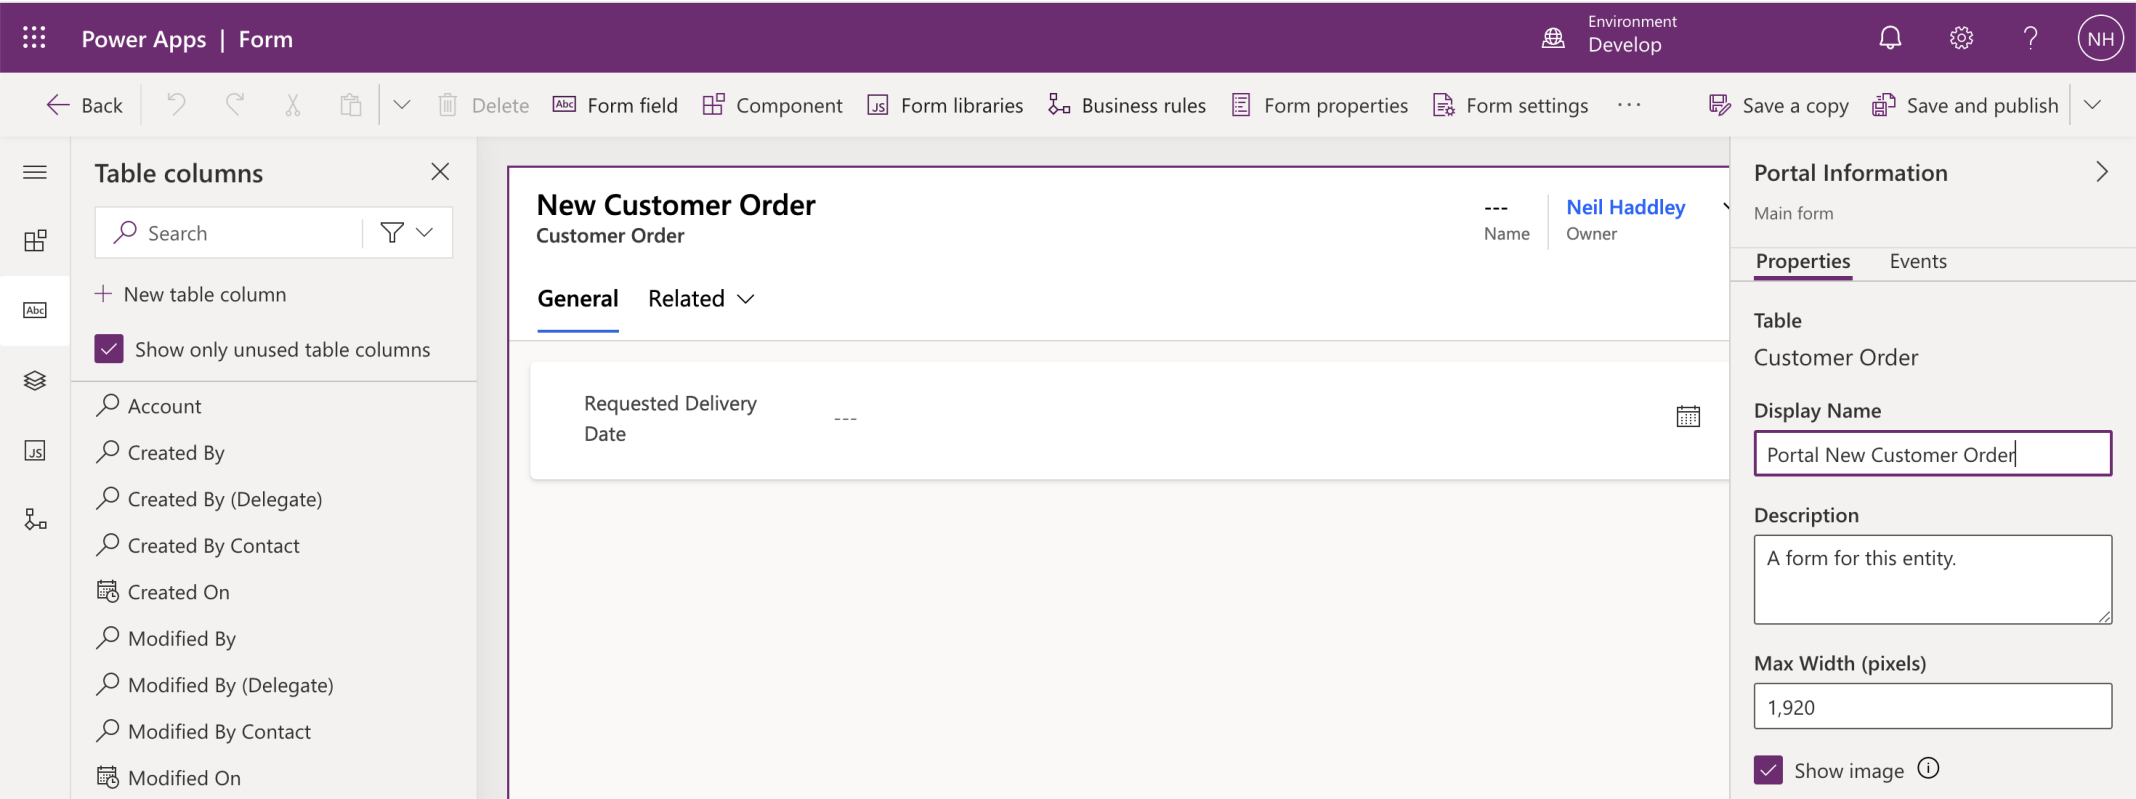 Power Apps | Form
Environment
Develop
NH
Back
Delete
Abc
Form field
Component
JS
Form libraries
Business rules
Form properties
Form settings
...
Save a copy
Save and publish
Table columns
Search
New table column
Abc
Show only unused table columns
Account
Created By
JS
Created By (Delegate)
Created By Contact
Created On
Modified By
Modified By (Delegate)
Modified By Contact
Modified On
New Customer Order
Customer Order
---
Name
Neil Haddley
Owner
General
Related
Requested Delivery
Date
---
Portal Information
Main form
Properties
Events
Table
Customer Order
Display Name
Portal New Customer Order
Description
A form for this entity.
Max Width (pixels)
1,920
Show image